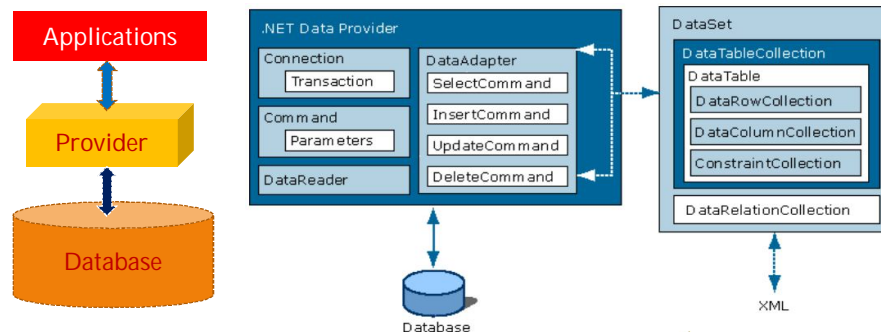 Applications
Provider
Database
.NET Data Provider
Connection
Transaction
Command
Parameters
DataReader
DataAdapter
SelectCommand
InsertCommand
UpdateCommand
DeleteCommand
Database
DataSet
DataTableCollection
DataTable
DataRowCollection
DataColumnCollection
ConstraintCollection
DataRelationCollection
XML